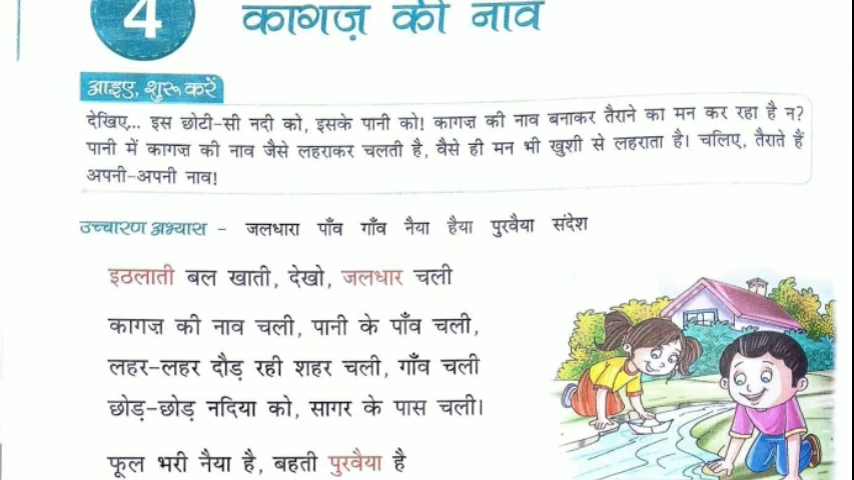 4
कागज़ की नाव
आइए, शुरू करें
देखिए... इस छोटी-सी नदी को, इसके पानी को! कागज़ की नाव बनाकर तैराने का मन कर रहा है न?
पानी में कागज़ की नाव जैसे लहराकर चलती है, वैसे ही मन भी खुशी से लहराता है। चलिए, तैराते हैं
अपनी-अपनी नाव!
उच्चारण अभ्यास - जलधारा पाँव गाँव नैया हैया पुरवैया संदेश
इठलाती बल खाती, देखो, जलधार चली
कागज़ की नाव चली, पानी के पाँव चली,
लहर-लहर दौड़ रही शहर चली, गाँव चली
छोड़-छोड़ नदिया को, सागर के पास चली।
फूल भरी नैया है, बहती पुरवैया है